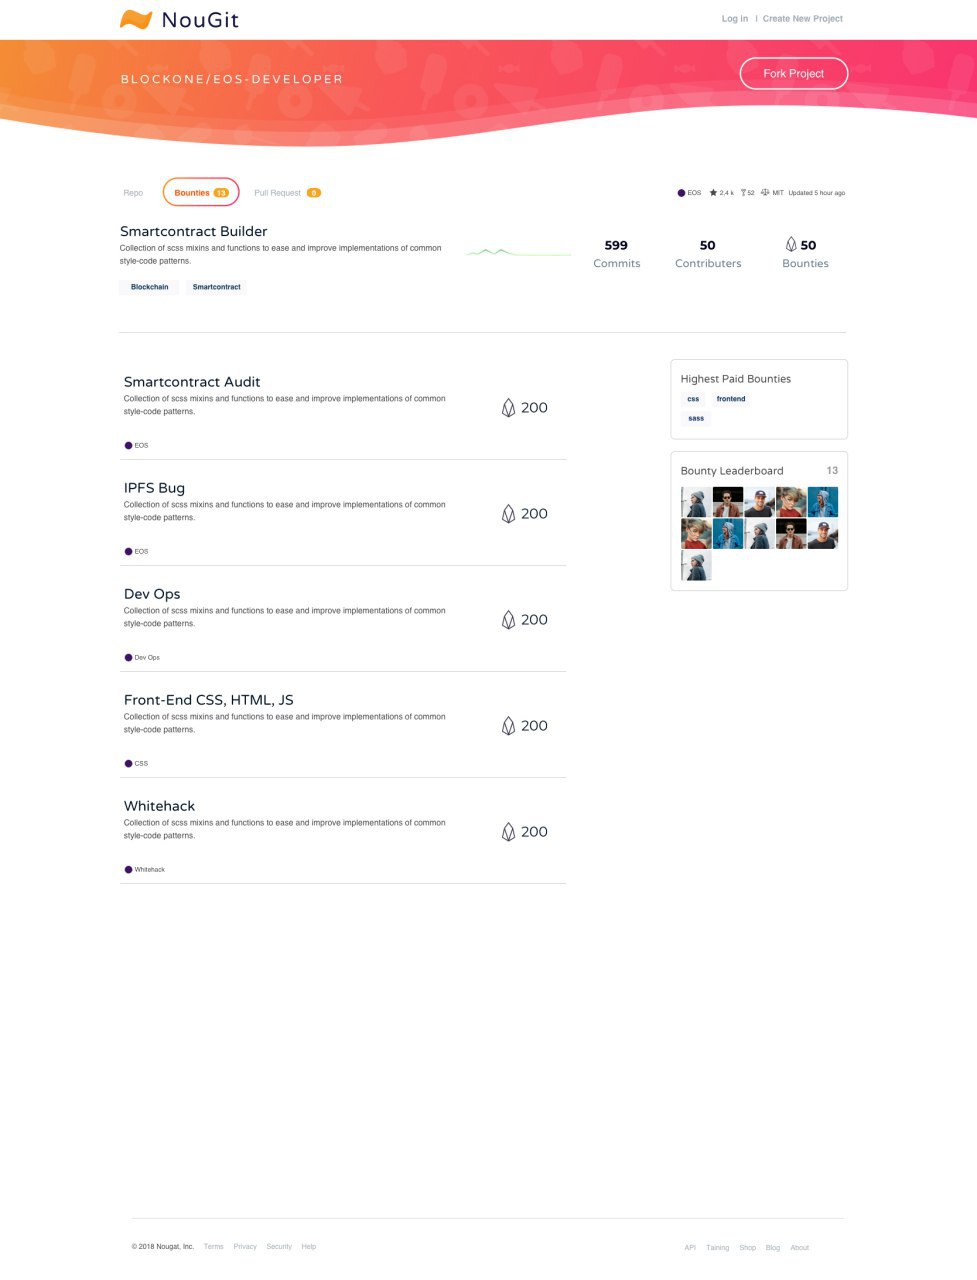 NouGit
Log in | Create New Project
BLOCKONE/EOS-DEVELOPER
Fork Project
Repo
Bounties 13
Pull Request 0
EOS 2,4 k 52 MIT Updated 5 hour ago
Smartcontract Builder
Collection of scss mixins and functions to ease and improve implementations of common
style-code patterns.
599
Commits
50
Contributers
50
Bounties
Blockchain Smartcontract
Smartcontract Audit
Collection of scss mixins and functions to ease and improve implementations of common
style-code patterns.
200
EOS
IPFS Bug
Collection of scss mixins and functions to ease and improve implementations of common
style-code patterns.
200
EOS
Dev Ops
Collection of scss mixins and functions to ease and improve implementations of common
style-code patterns.
200
Dev Ops
Front-End CSS, HTML, JS
Collection of scss mixins and functions to ease and improve implementations of common
style-code patterns.
200
CSS
Whitehack
Collection of scss mixins and functions to ease and improve implementations of common
style-code patterns.
200
Whitehack
Highest Paid Bounties
css frontend
sass
Bounty Leaderboard 13
© 2018 Nougat, Inc. Terms Privacy Security Help
API Taining Shop Blog About